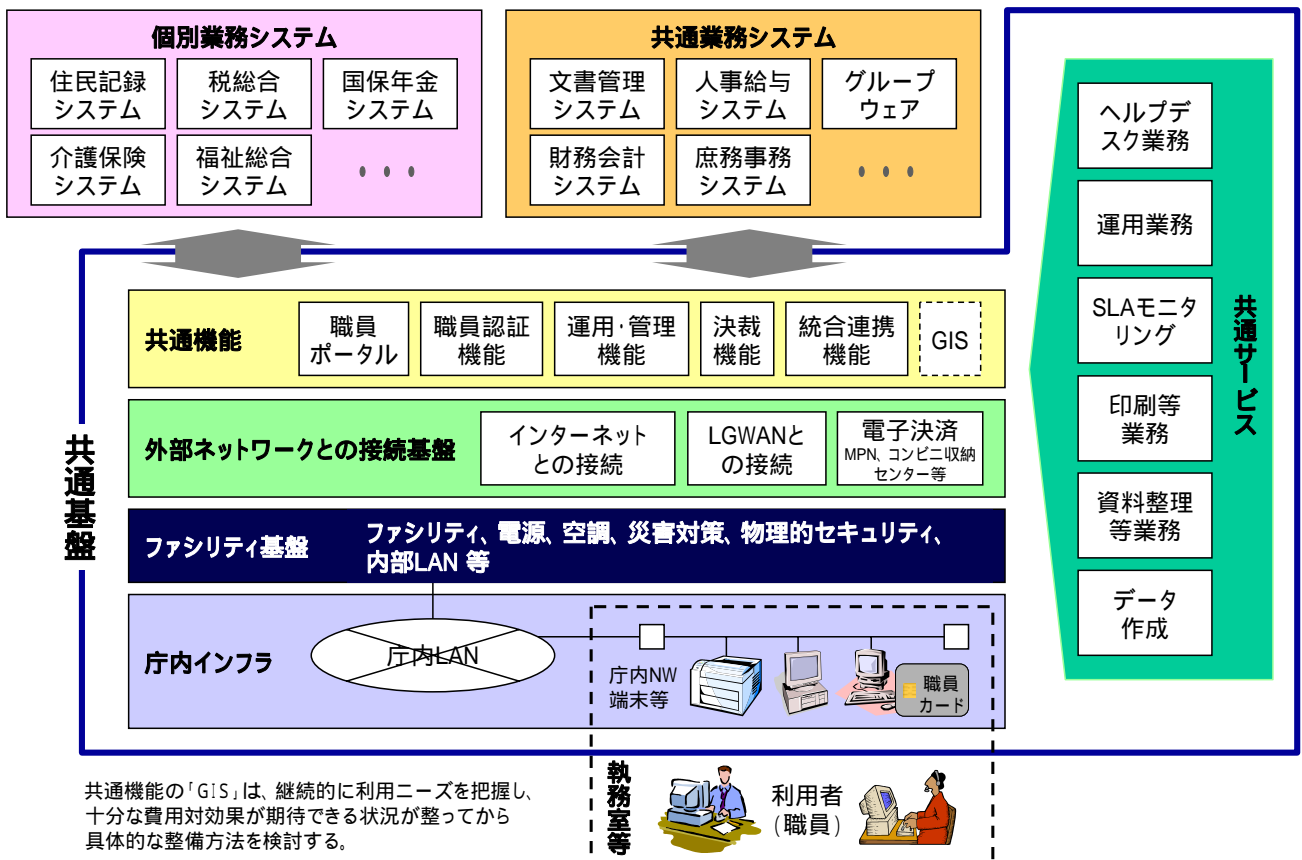 個別業務システム
住民記録
システム
税総合
システム
国保年金
システム
介護保険
システム
福祉総合
システム
・・・
共通業務システム
文書管理
システム
人事給与
システム
グループ
ウェア
財務会計
システム
庶務事務
システム
・・・
共通サービス
ヘルプデ
スク業務
運用業務
SLAモニタ
リング
印刷等
業務
資料整理
等業務
データ
作成
共通基盤
共通機能
職員
ポータル
職員認証
機能
運用・管理
機能
決裁
機能
統合連携
機能
GIS
外部ネットワークとの接続基盤
インターネット
との接続
LGWANと
の接続
電子決済
MPN、コンビニ収納
センター等
ファシリティ基盤
ファシリティ、電源、空調、災害対策、物理的セキュリティ、
内部LAN 等
庁内インフラ
庁内LAN
庁内NW
端末等
職員
カード
執務室等
利用者
(職員)
共通機能の「GIS」は、継続的に利用ニーズを把握し、
十分な費用対効果が期待できる状況が整ってから
具体的な整備方法を検討する。